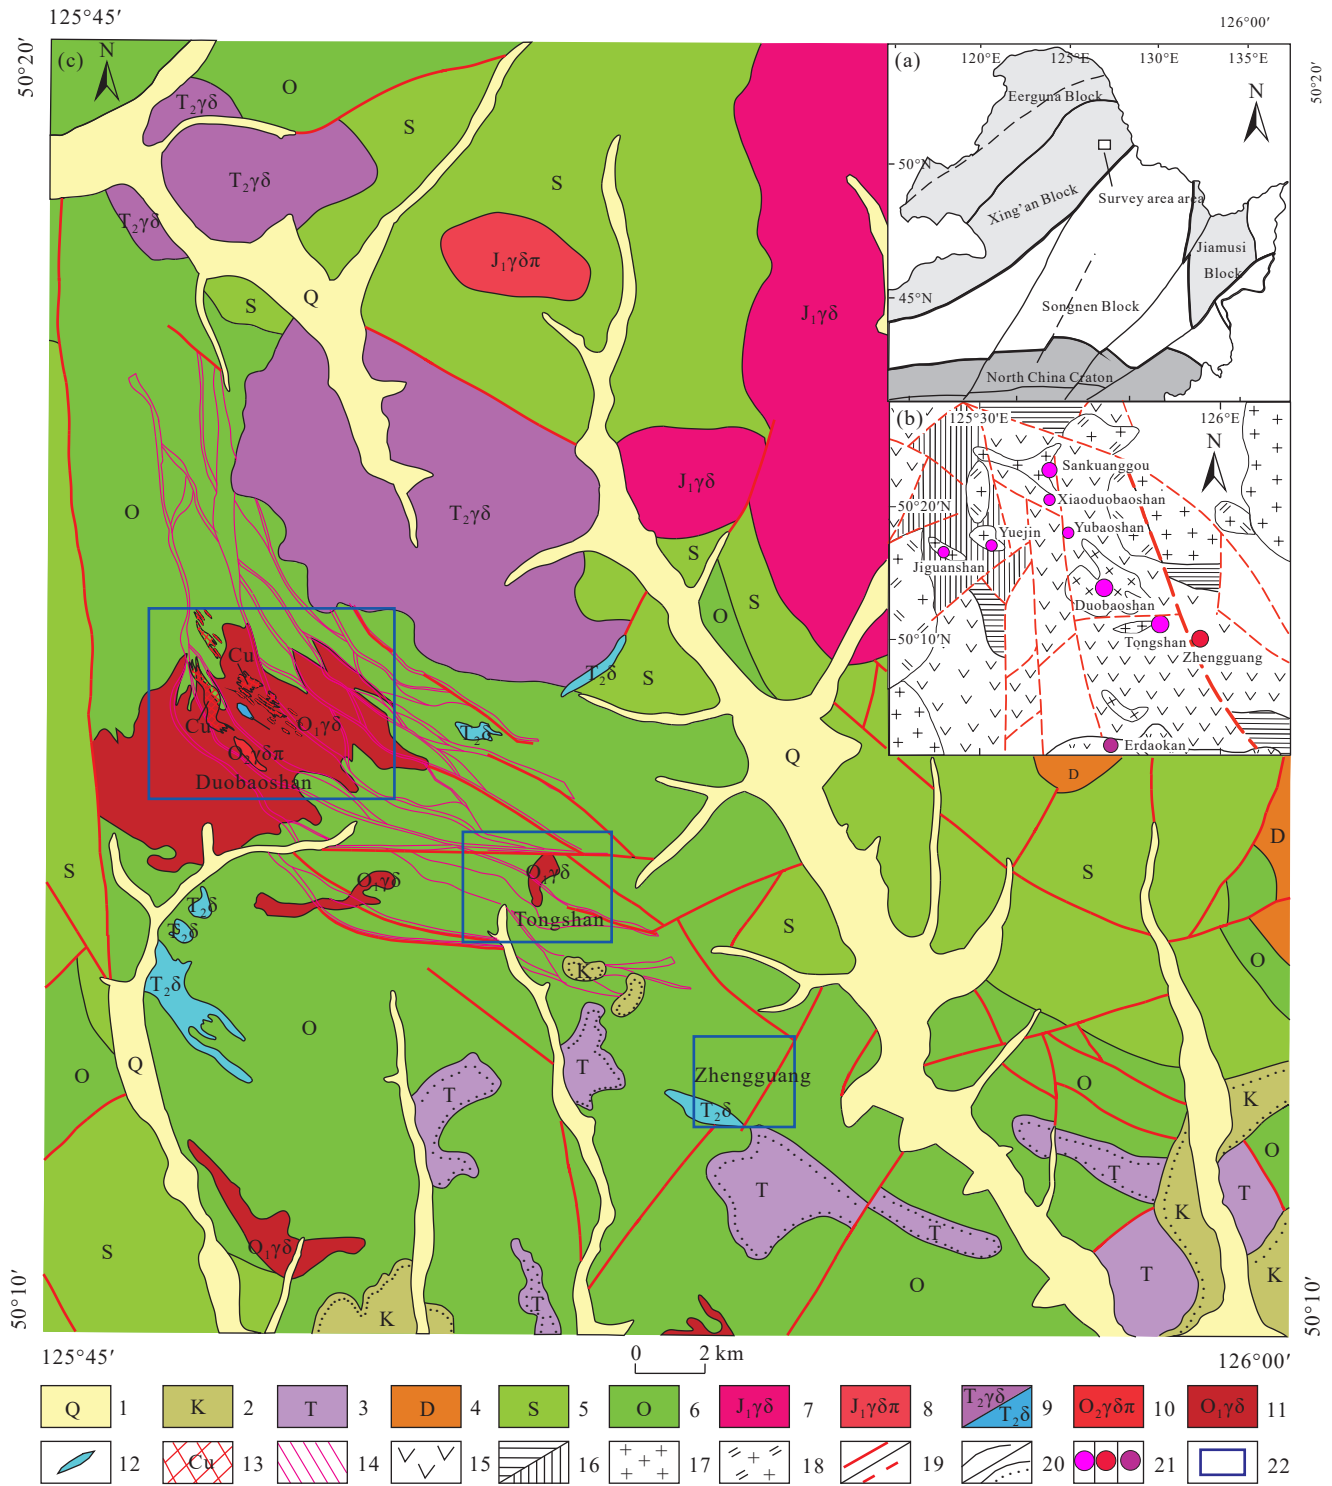 125°45′
126°00′
50°20′
50°20′
(c)
N
O
T₂γδ
S
T₂γδ
S
T₂γδ
J₁γδπ
S
Q
J₁γδ
T₂γδ
J₁γδ
O
S
S
O
T₂δ
S
Cu
Cu
O₁γδ
T₂δ
O₂γδπ
Duobaoshan
Q
D
D
S
S
O₁γδ
O₁γδ
Tongshan
T₂δ
T₂δ
S
S
K
O
T₂δ
O
Q
O
T
T
Zhengguang
T₂δ
O
K
O
T
T
T
K
T
S
O₁γδ
T
T
K
O
K
T
(a)
120°E
125°E
130°E
135°E
N
Eerguna Block
50°N
Xing'an Block
Survey area area
Jiamusi
Block
45°N
Songnen Block
North China Craton
(b)
125°30′E
126°E
N
Sankuanggou
Xiaoduobaoshan
50°20′N
Yubaoshan
Yuejin
Jiguanshan
Duobaoshan
50°10′N
Tongshan
Zhengguang
Erdaokan
50°10′
50°10′
125°45′
0 2 km
126°00′
Q 1 K 2 T 3 D 4 S 5 O 6 J₁γδ 7 J₁γδπ 8 T₂γδ T₂δ 9 O₂γδπ 10 O₁γδ 11
12 Cu 13 14 15 16 17 18 19 20 21 22